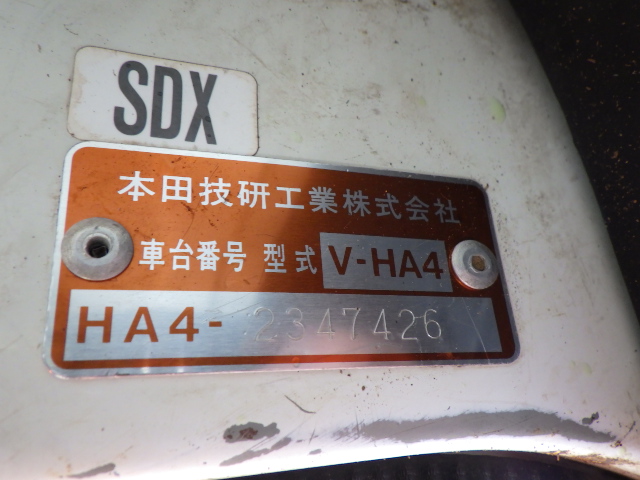 SDX
本田技研工業株式会社
車台番号 型式 V-HA4
HA4-2347426